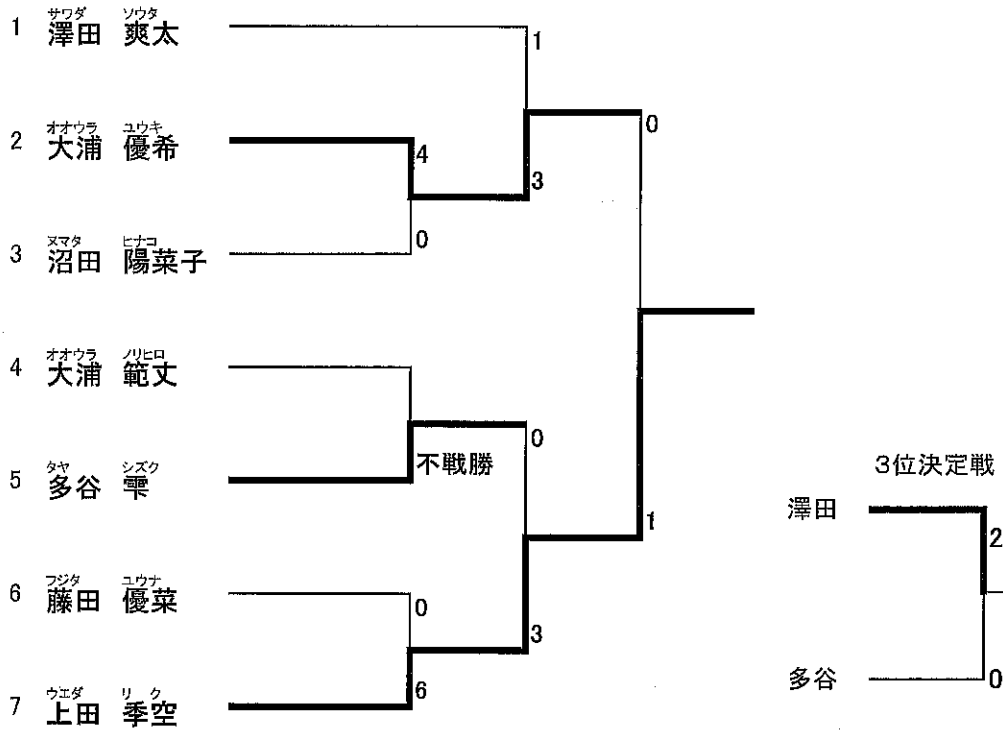 サワダ ソウタ
1 澤田 爽太
1
0
オオウラ ユウキ
2 大浦 優希
4
3
0
ヌマタ ヒナコ
3 沼田 陽菜子
オオウラ ノリヒロ
4 大浦 範丈
0
不戦勝
タヤ シズク
5 多谷 雫
3位決定戦
澤田
1
2
フジタ ユウナ
6 藤田 優菜
0
3
多谷
0
6
ウエダ リク
7 上田 季空